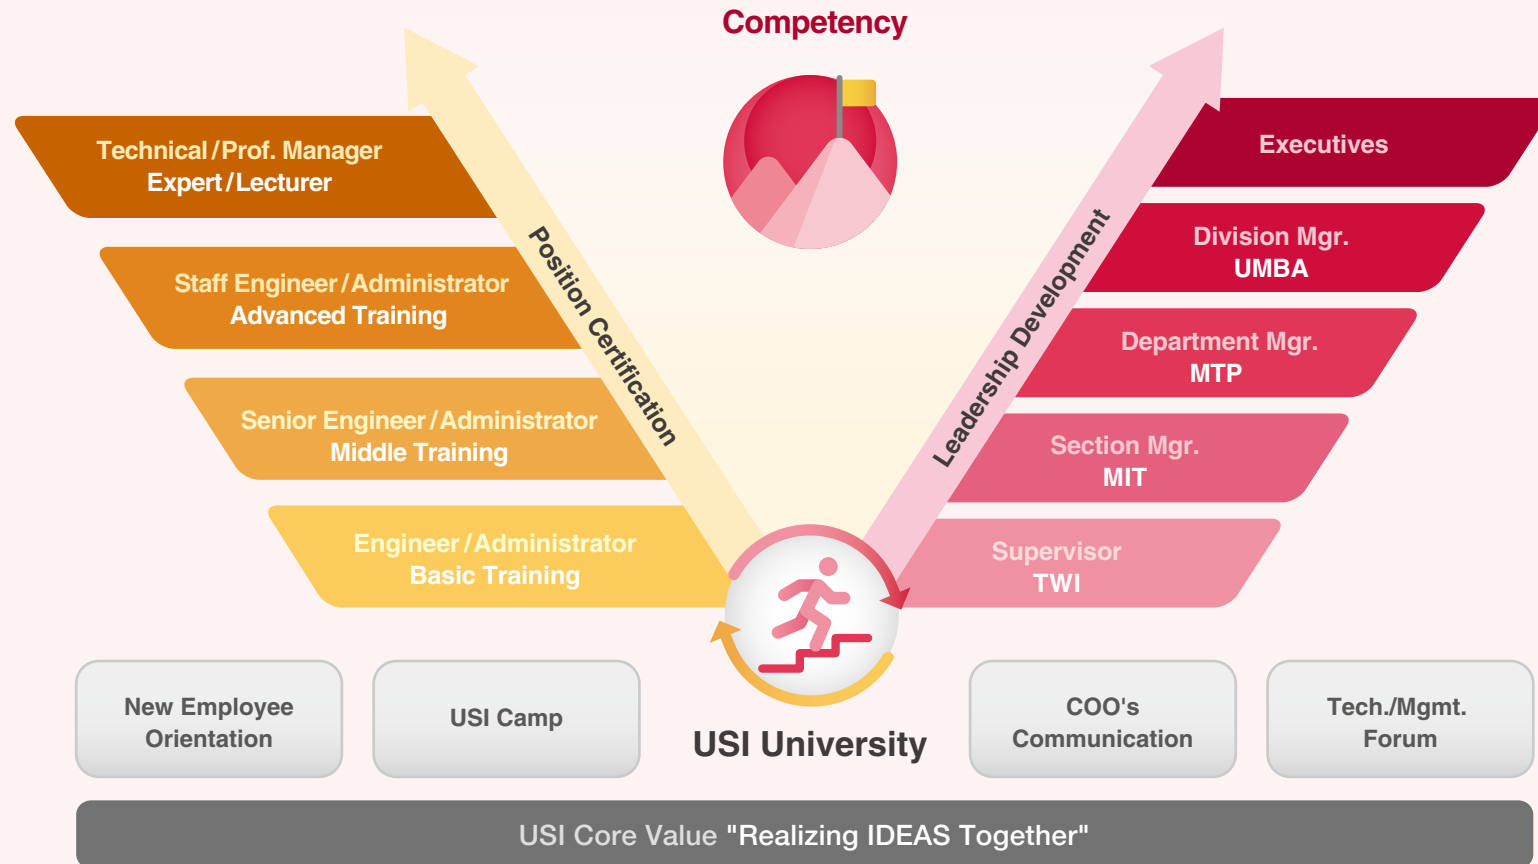 Competency
Technical/Prof. Manager
Expert/Lecturer
Staff Engineer/Administrator
Advanced Training
Senior Engineer/Administrator
Middle Training
Engineer/Administrator
Basic Training
Position Certification
Leadership Development
Executives
Division Mgr.
UMBA
Department Mgr.
MTP
Section Mgr.
MIT
Supervisor
TWI
New Employee
Orientation
USI Camp
USI University
COO's
Communication
Tech./Mgmt.
Forum
USI Core Value "Realizing IDEAS Together"